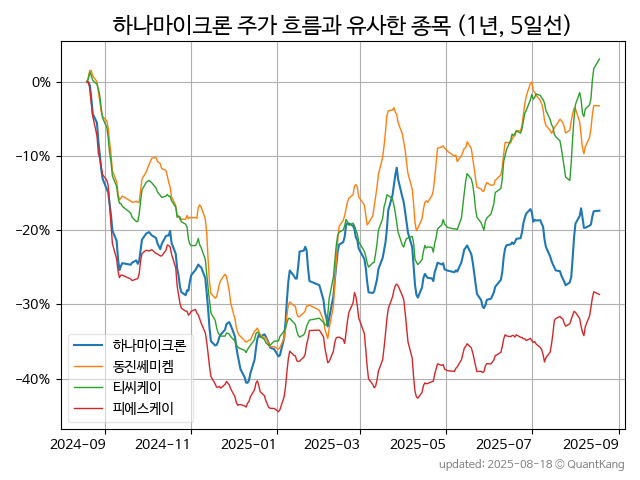 하나마이크론 주가 흐름과 유사한 종목 (1년, 5일선)
0%
−10%
−20%
−30%
−40%
하나마이크론
동진쎄미켐
티씨케이
피에스케이
2024-09 2024-11 2025-01 2025-03 2025-05 2025-07 2025-09
updated: 2025-08-18 ⓒ QuantKang